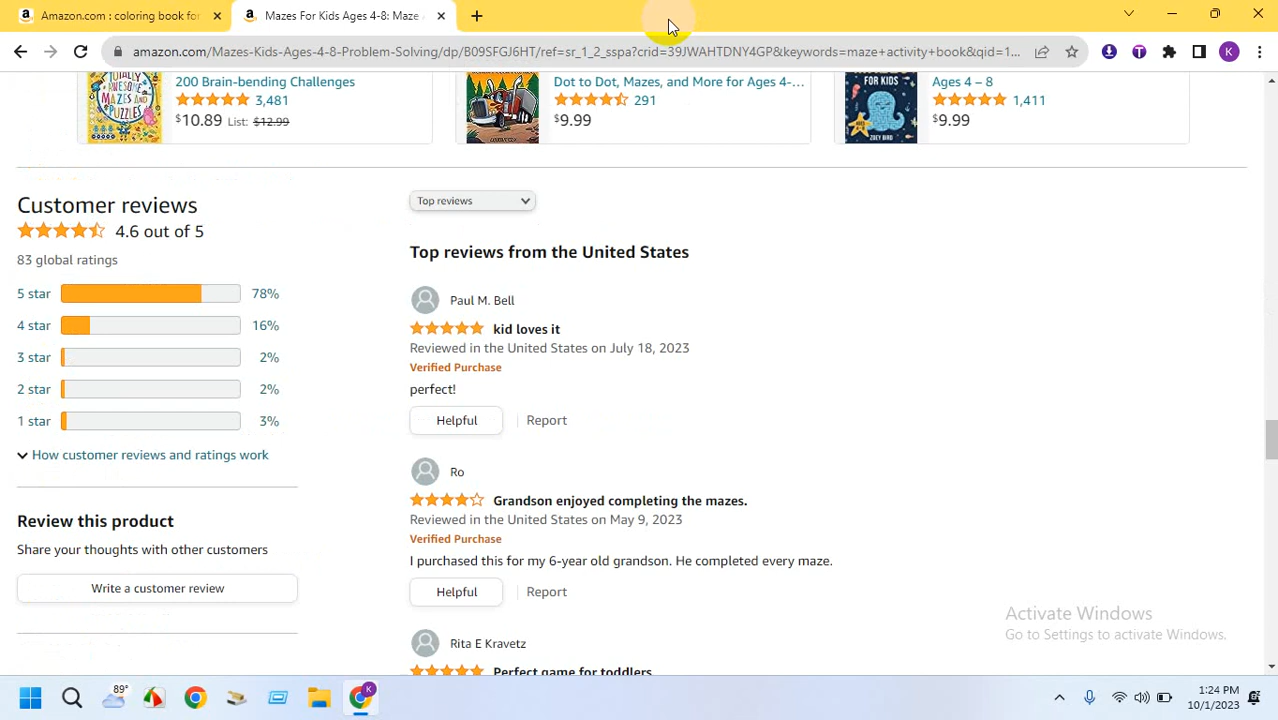 Amazon.com : coloring book for
Mazes For Kids Ages 4-8: Maze
amazon.com/Mazes-Kids-Ages-4-8-Problem-Solving/dp/B09SFGJ6HT/ref=sr_1_2_sspa?crid=39JWAHTDNY4GP&keywords=maze+activity+book&qid=1...
T
K
TOTALLY AWESOME MAZES AND PUZZLES
200 Brain-bending Challenges
3,481
$10.89 List: $12.99
Dot to Dot, Mazes, and More for Ages 4-...
291
$9.99
FOR KIDS
ZOEY BIRD
Ages 4 – 8
1,411
$9.99
Customer reviews
4.6 out of 5
83 global ratings
5 star 78%
4 star 16%
3 star 2%
2 star 2%
1 star 3%
How customer reviews and ratings work
Review this product
Share your thoughts with other customers
Write a customer review
Top reviews
Top reviews from the United States
Paul M. Bell
kid loves it
Reviewed in the United States on July 18, 2023
Verified Purchase
perfect!
Helpful Report
Ro
Grandson enjoyed completing the mazes.
Reviewed in the United States on May 9, 2023
Verified Purchase
I purchased this for my 6-year old grandson. He completed every maze.
Helpful Report
Rita E Kravetz
Perfect game for toddlers
Activate Windows
Go to Settings to activate Windows.
89°
K
1:24 PM
10/1/2023